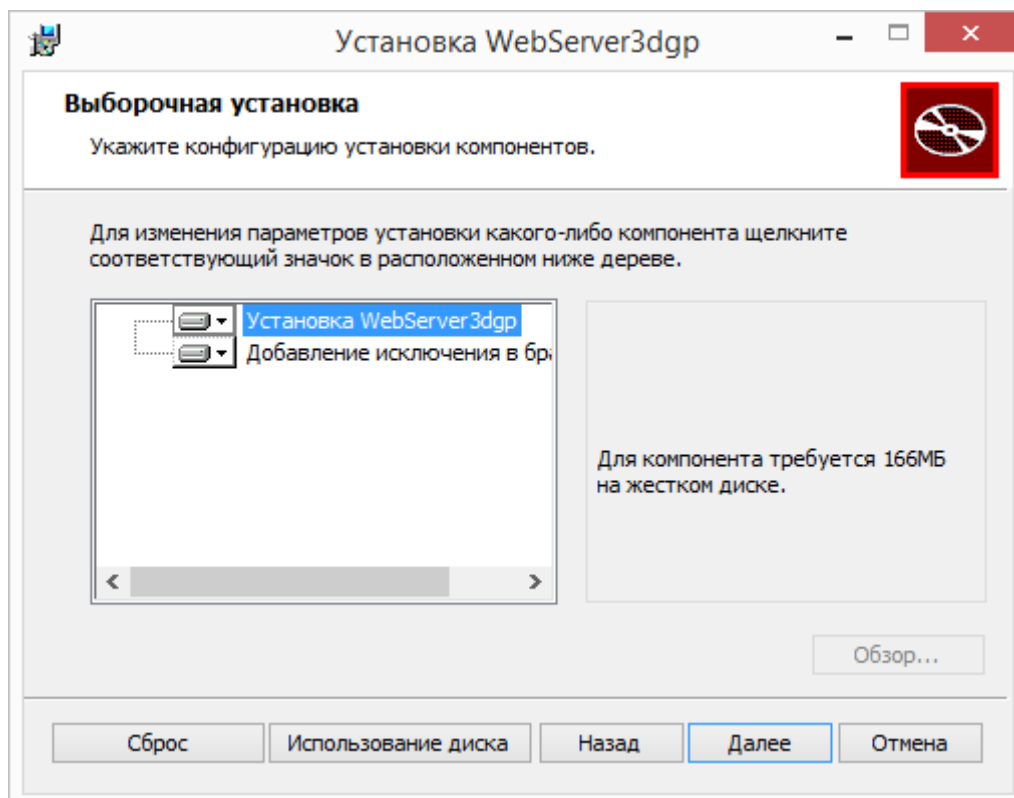 Установка WebServer3dgp
Выборочная установка
Укажите конфигурацию установки компонентов.
Для изменения параметров установки какого-либо компонента щелкните
соответствующий значок в расположенном ниже дереве.
Установка WebServer3dgp
Добавление исключения в бра
Для компонента требуется 166МБ
на жестком диске.
Обзор...
Сброс
Использование диска
Назад
Далее
Отмена